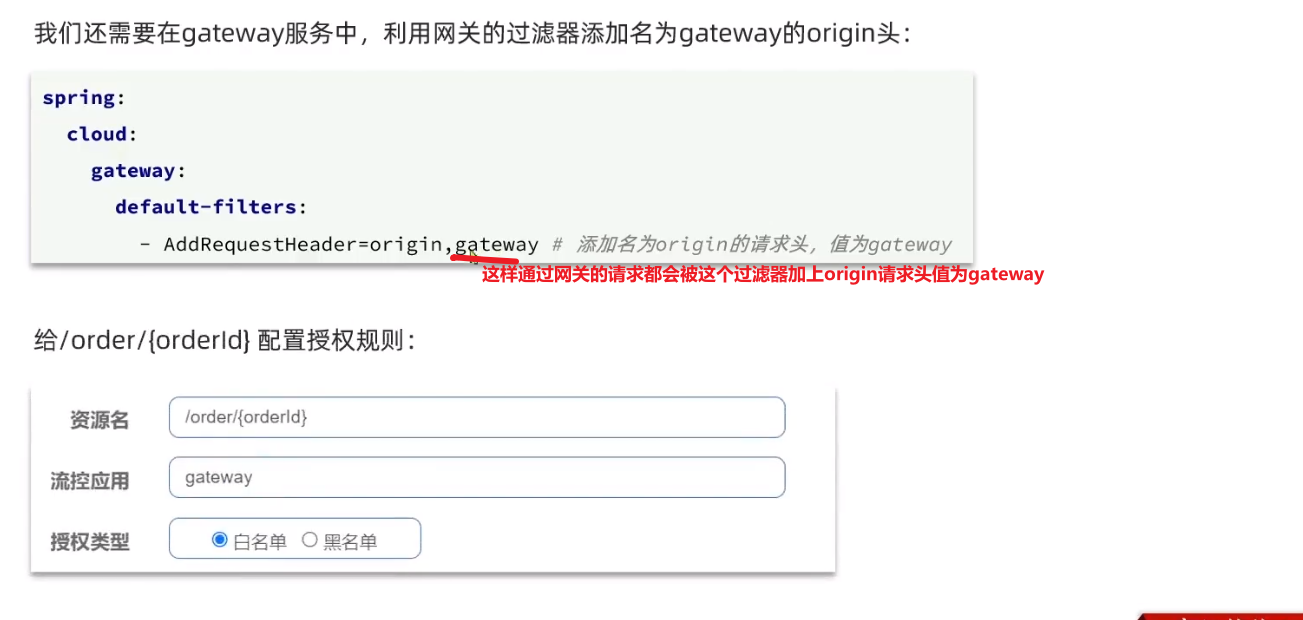 我们还需要在gateway服务中，利用网关的过滤器添加名为gateway的origin头：
spring:
cloud:
gateway:
default-filters:
- AddRequestHeader=origin,gateway # 添加名为origin的请求头，值为gateway
这样通过网关的请求都会被这个过滤器加上origin请求头值为gateway
给/order/{orderId} 配置授权规则：
资源名 /order/{orderId}
流控应用 gateway
授权类型 白名单 黑名单